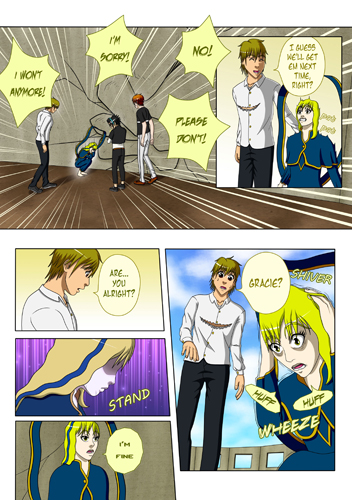 I WON'T
ANYMORE!
I'M
SORRY!
NO!
PLEASE
DON'T!
I GUESS
WE'LL GET
EM NEXT
TIME,
RIGHT?
ARE...
YOU
ALRIGHT?
STAND
I'M
FINE
GRACIE?
SHIVER
HUFF
HUFF
WHEEZE